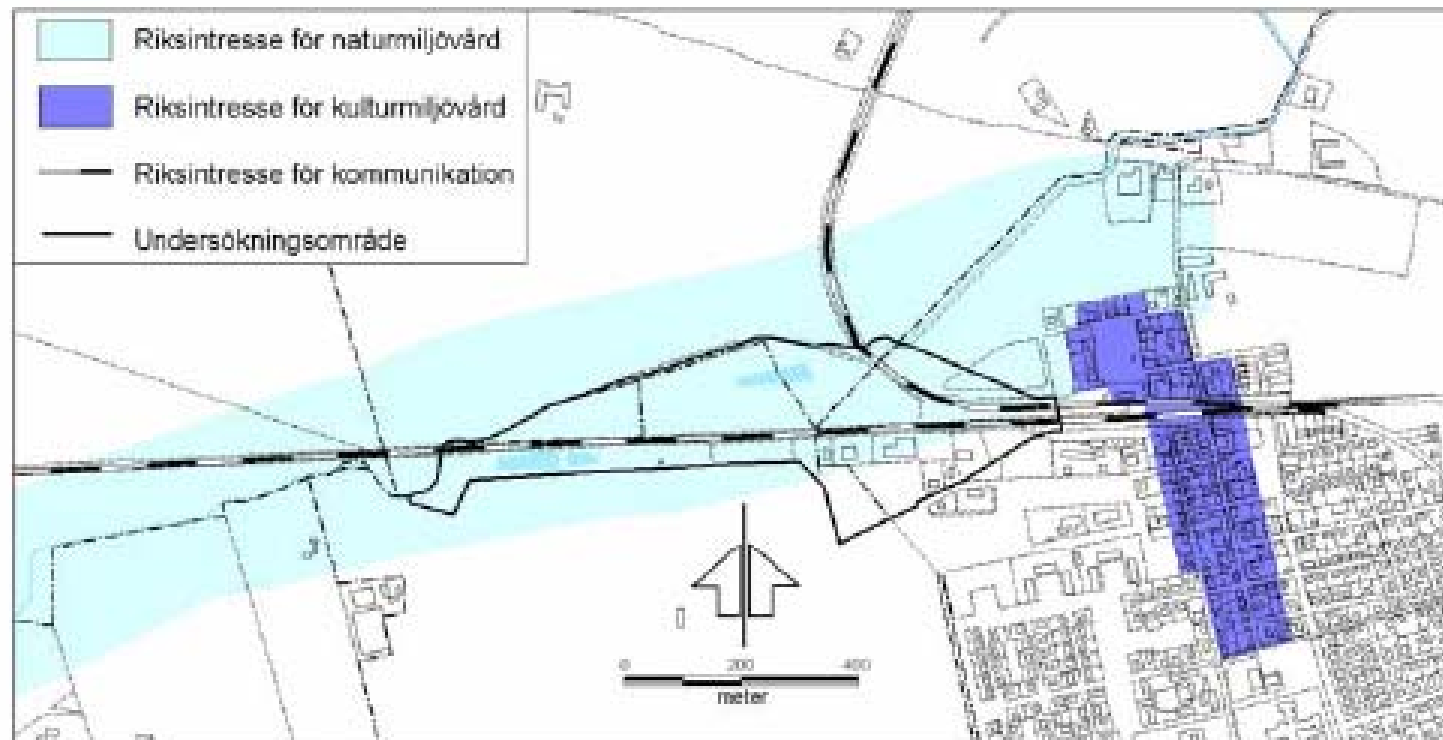 Riksintresse för naturmiljövård
Riksintresse för kulturmiljövård
Riksintresse för kommunikation
Undersökningsområde
0 200 400
meter